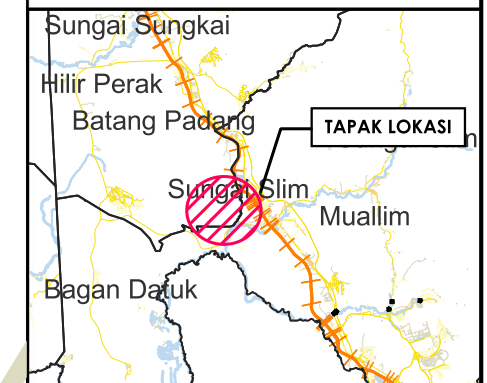 Sungai Sungkai
Hilir Perak
Batang Padang
TAPAK LOKASI
Sungai Slim
Muallim
Bagan Datuk